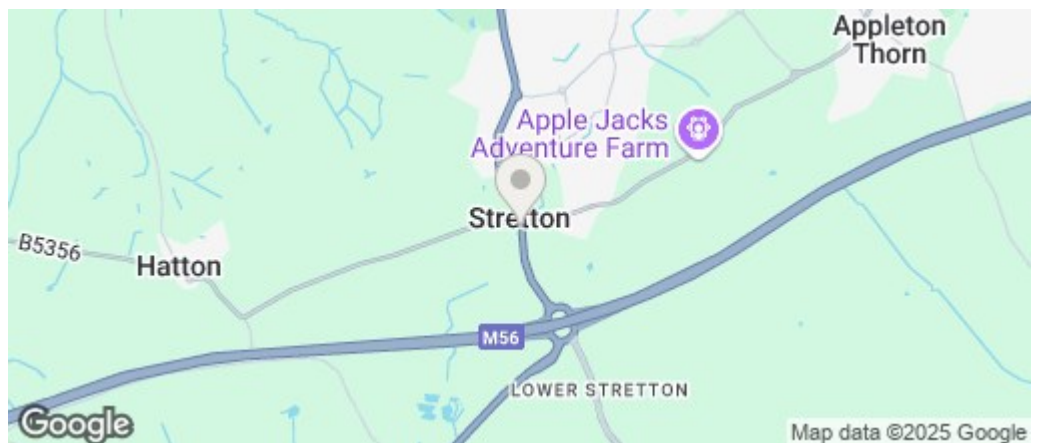 Appleton
Thorn
Apple Jacks
Adventure Farm
Stretton
B5356
Hatton
M56
LOWER STRETTON
Google
Map data ©2025 Google